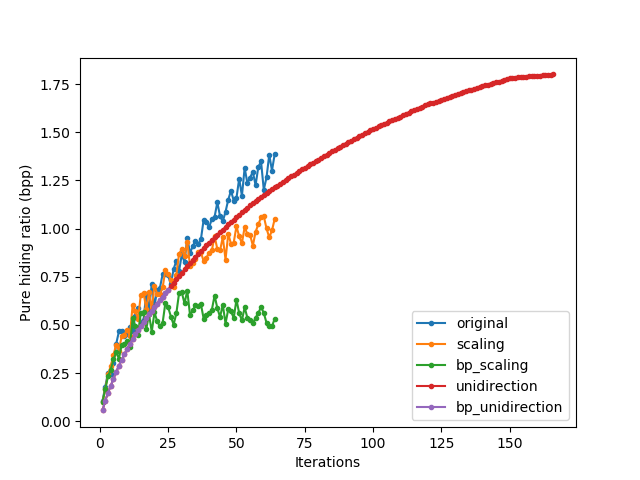 1.75
1.50
1.25
1.00
0.75
0.50
0.25
0.00
Pure hiding ratio (bpp)
0
25
50
75
100
125
150
Iterations
original
scaling
bp_scaling
unidirection
bp_unidirection